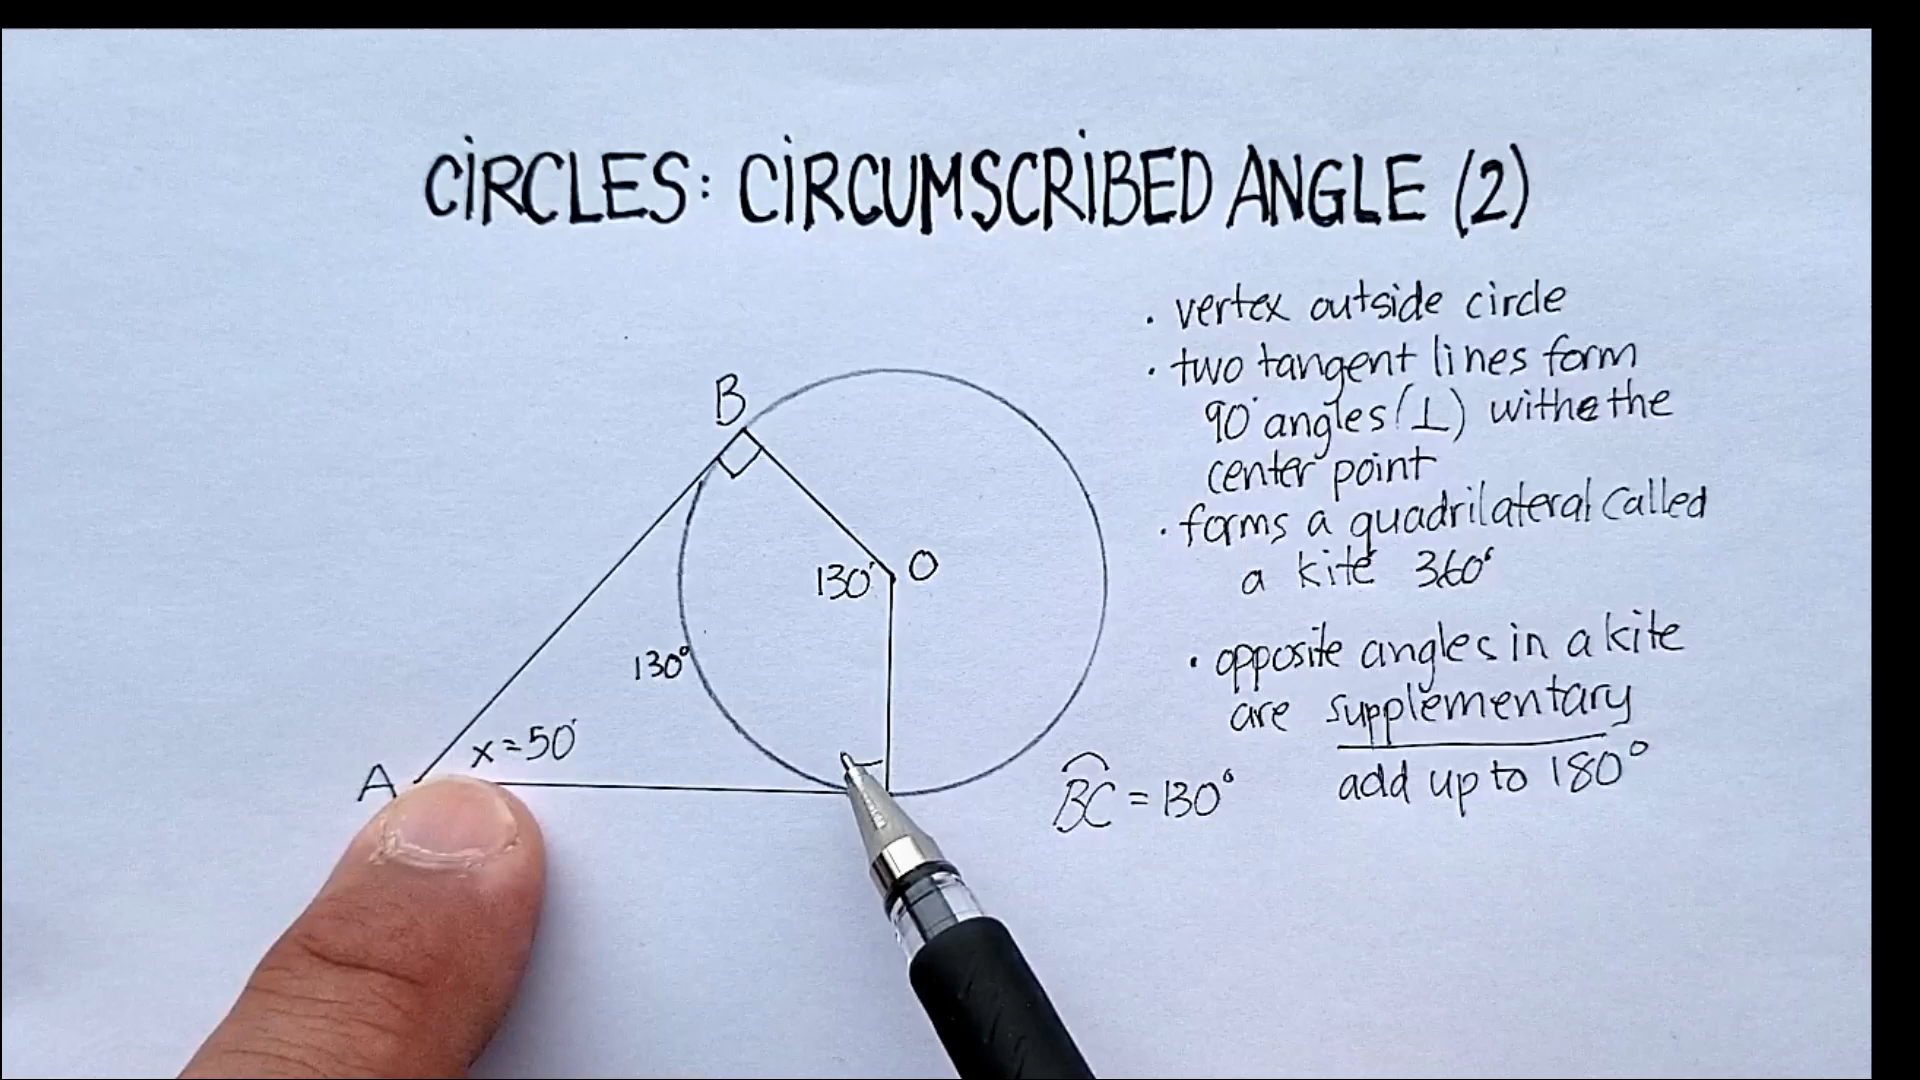 CIRCLES: CIRCUMSCRIBED ANGLE (2)
· vertex outside circle
· two tangent lines form
90° angles (⊥) withe the
center point
· forms a quadrilateral called
a kite 360°
· opposite angles in a kite
are supplementary
add up to 180°
B
O
130°
130°
x=50°
A
BC = 130°